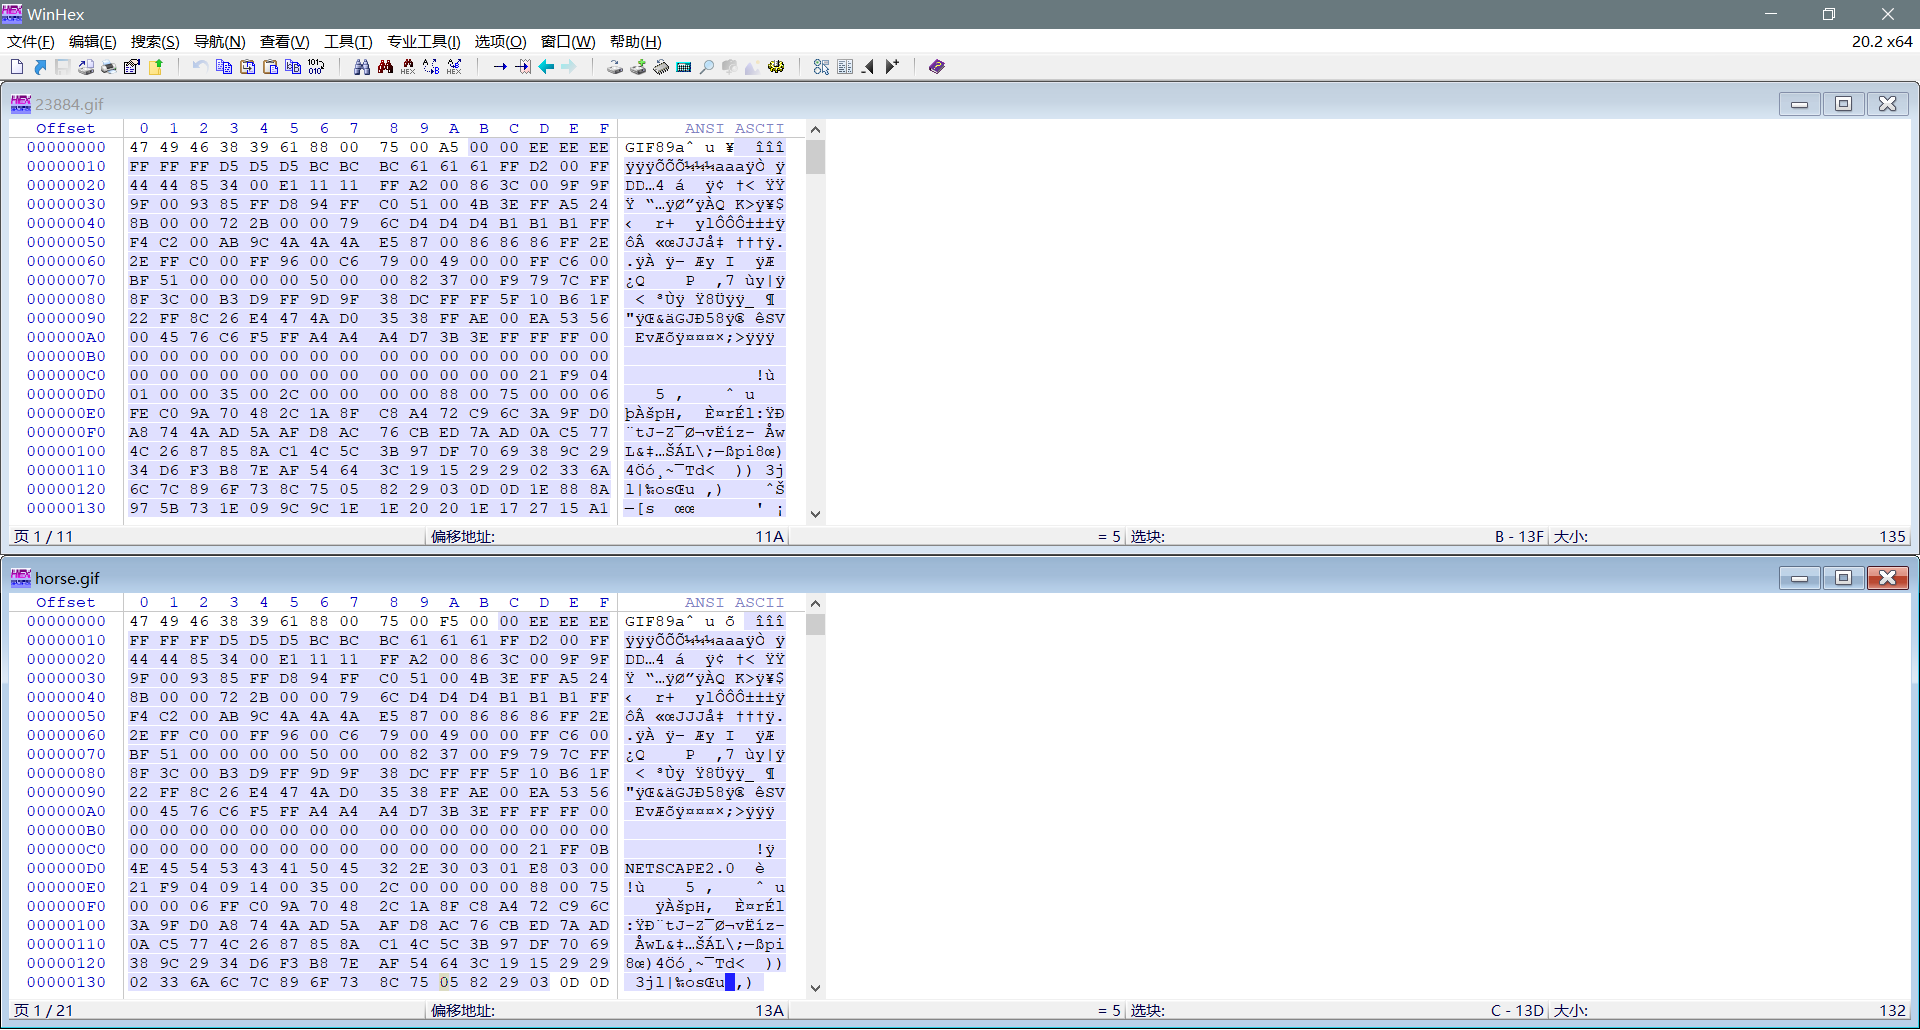 WinHex
文件(F) 编辑(E) 搜索(S) 导航(N) 查看(V) 工具(T) 专业工具(I) 选项(O) 窗口(W) 帮助(H) 20.2 x64
23884.gif
Offset 0 1 2 3 4 5 6 7 8 9 A B C D E F ANSI ASCII
00000000 47 49 46 38 39 61 88 00 75 00 A5 00 00 EE EE EE GIF89aˆ u ¥ îîî
00000010 FF FF FF D5 D5 D5 BC BC BC 61 61 61 FF D2 00 FF ÿÿÿÕÕÕ¼¼¼aaaÿÒ ÿ
00000020 44 44 85 34 00 E1 11 11 FF A2 00 86 3C 00 9F 9F DD…4 á ÿ¢ †< ŸŸ
00000030 9F 00 93 85 FF D8 94 FF C0 51 00 4B 3E FF A5 24 Ÿ “…ÿØ”ÿÀQ K>ÿ¥$
00000040 8B 00 00 72 2B 00 00 79 6C D4 D4 D4 B1 B1 B1 FF ‹ r+ ylÔÔÔ±±±ÿ
00000050 F4 C2 00 AB 9C 4A 4A 4A E5 87 00 86 86 86 FF 2E ôÂ «œJJJå‡ †††ÿ.
00000060 2E FF C0 00 FF 96 00 C6 79 00 49 00 00 FF C6 00 .ÿÀ ÿ– Æy I ÿÆ
00000070 BF 51 00 00 00 00 50 00 00 82 37 00 F9 79 7C FF ¿Q P ‚7 ùy|ÿ
00000080 8F 3C 00 B3 D9 FF 9D 9F 38 DC FF FF 5F 10 B6 1F < ³Ùÿ Ÿ8Üÿÿ_ ¶
00000090 22 FF 8C 26 E4 47 4A D0 35 38 FF AE 00 EA 53 56 "ÿŒ&äGJÐ58ÿ® êSV
000000A0 00 45 76 C6 F5 FF A4 A4 A4 D7 3B 3E FF FF FF 00 EvÆõÿ¤¤¤×;>ÿÿÿ
000000B0 00 00 00 00 00 00 00 00 00 00 00 00 00 00 00 00
000000C0 00 00 00 00 00 00 00 00 00 00 00 00 00 21 F9 04 !ù
000000D0 01 00 00 35 00 2C 00 00 00 00 88 00 75 00 00 06 5 , ˆ u
000000E0 FE C0 9A 70 48 2C 1A 8F C8 A4 72 C9 6C 3A 9F D0 þÀšpH, È¤rÉl:ŸÐ
000000F0 A8 74 4A AD 5A AF D8 AC 76 CB ED 7A AD 0A C5 77 ¨tJ-Z¯Ø¬vËíz- Åw
00000100 4C 26 87 85 8A C1 4C 5C 3B 97 DF 70 69 38 9C 29 L&‡…ŠÁL\;—ßpi8œ)
00000110 34 D6 F3 B8 7E AF 54 64 3C 19 15 29 29 02 33 6A 4Öó¸~¯Td< )) 3j
00000120 6C 7C 89 6F 73 8C 75 05 82 29 03 0D 0D 1E 88 8A l|‰osŒu ‚) ˆŠ
00000130 97 5B 73 1E 09 9C 9C 1E 1E 20 20 1E 17 27 15 A1 —[s œœ ' ¡
页 1 / 11 偏移地址: 11A = 5 选块: B - 13F 大小: 135
horse.gif
Offset 0 1 2 3 4 5 6 7 8 9 A B C D E F ANSI ASCII
00000000 47 49 46 38 39 61 88 00 75 00 F5 00 00 EE EE EE GIF89aˆ u õ îîî
00000010 FF FF FF D5 D5 D5 BC BC BC 61 61 61 FF D2 00 FF ÿÿÿÕÕÕ¼¼¼aaaÿÒ ÿ
00000020 44 44 85 34 00 E1 11 11 FF A2 00 86 3C 00 9F 9F DD…4 á ÿ¢ †< ŸŸ
00000030 9F 00 93 85 FF D8 94 FF C0 51 00 4B 3E FF A5 24 Ÿ “…ÿØ”ÿÀQ K>ÿ¥$
00000040 8B 00 00 72 2B 00 00 79 6C D4 D4 D4 B1 B1 B1 FF ‹ r+ ylÔÔÔ±±±ÿ
00000050 F4 C2 00 AB 9C 4A 4A 4A E5 87 00 86 86 86 FF 2E ôÂ «œJJJå‡ †††ÿ.
00000060 2E FF C0 00 FF 96 00 C6 79 00 49 00 00 FF C6 00 .ÿÀ ÿ– Æy I ÿÆ
00000070 BF 51 00 00 00 00 50 00 00 82 37 00 F9 79 7C FF ¿Q P ‚7 ùy|ÿ
00000080 8F 3C 00 B3 D9 FF 9D 9F 38 DC FF FF 5F 10 B6 1F < ³Ùÿ Ÿ8Üÿÿ_ ¶
00000090 22 FF 8C 26 E4 47 4A D0 35 38 FF AE 00 EA 53 56 "ÿŒ&äGJÐ58ÿ® êSV
000000A0 00 45 76 C6 F5 FF A4 A4 A4 D7 3B 3E FF FF FF 00 EvÆõÿ¤¤¤×;>ÿÿÿ
000000B0 00 00 00 00 00 00 00 00 00 00 00 00 00 00 00 00
000000C0 00 00 00 00 00 00 00 00 00 00 00 00 00 21 FF 0B !ÿ
000000D0 4E 45 54 53 43 41 50 45 32 2E 30 03 01 E8 03 00 NETSCAPE2.0 è
000000E0 21 F9 04 09 14 00 35 00 2C 00 00 00 00 88 00 75 !ù 5 , ˆ u
000000F0 00 00 06 FF C0 9A 70 48 2C 1A 8F C8 A4 72 C9 6C ÿÀšpH, È¤rÉl
00000100 3A 9F D0 A8 74 4A AD 5A AF D8 AC 76 CB ED 7A AD :ŸÐ¨tJ-Z¯Ø¬vËíz-
00000110 0A C5 77 4C 26 87 85 8A C1 4C 5C 3B 97 DF 70 69 ÅwL&‡…ŠÁL\;—ßpi
00000120 38 9C 29 34 D6 F3 B8 7E AF 54 64 3C 19 15 29 29 8œ)4Öó¸~¯Td< ))
00000130 02 33 6A 6C 7C 89 6F 73 8C 75 05 82 29 03 0D 0D 3jl|‰osŒu ‚)
页 1 / 21 偏移地址: 13A = 5 选块: C - 13D 大小: 132